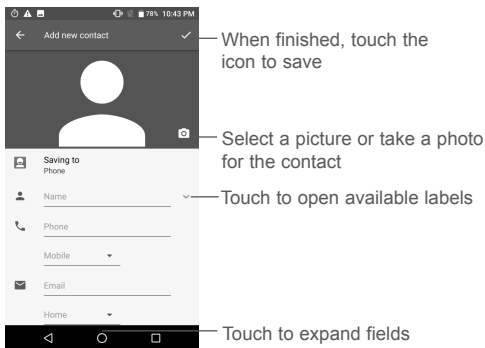 78% 10:43 PM
Add new contact
When finished, touch the
icon to save
Select a picture or take a photo
for the contact
Saving to
Phone
Name
Touch to open available labels
Phone
Mobile
Email
Home
Touch to expand fields